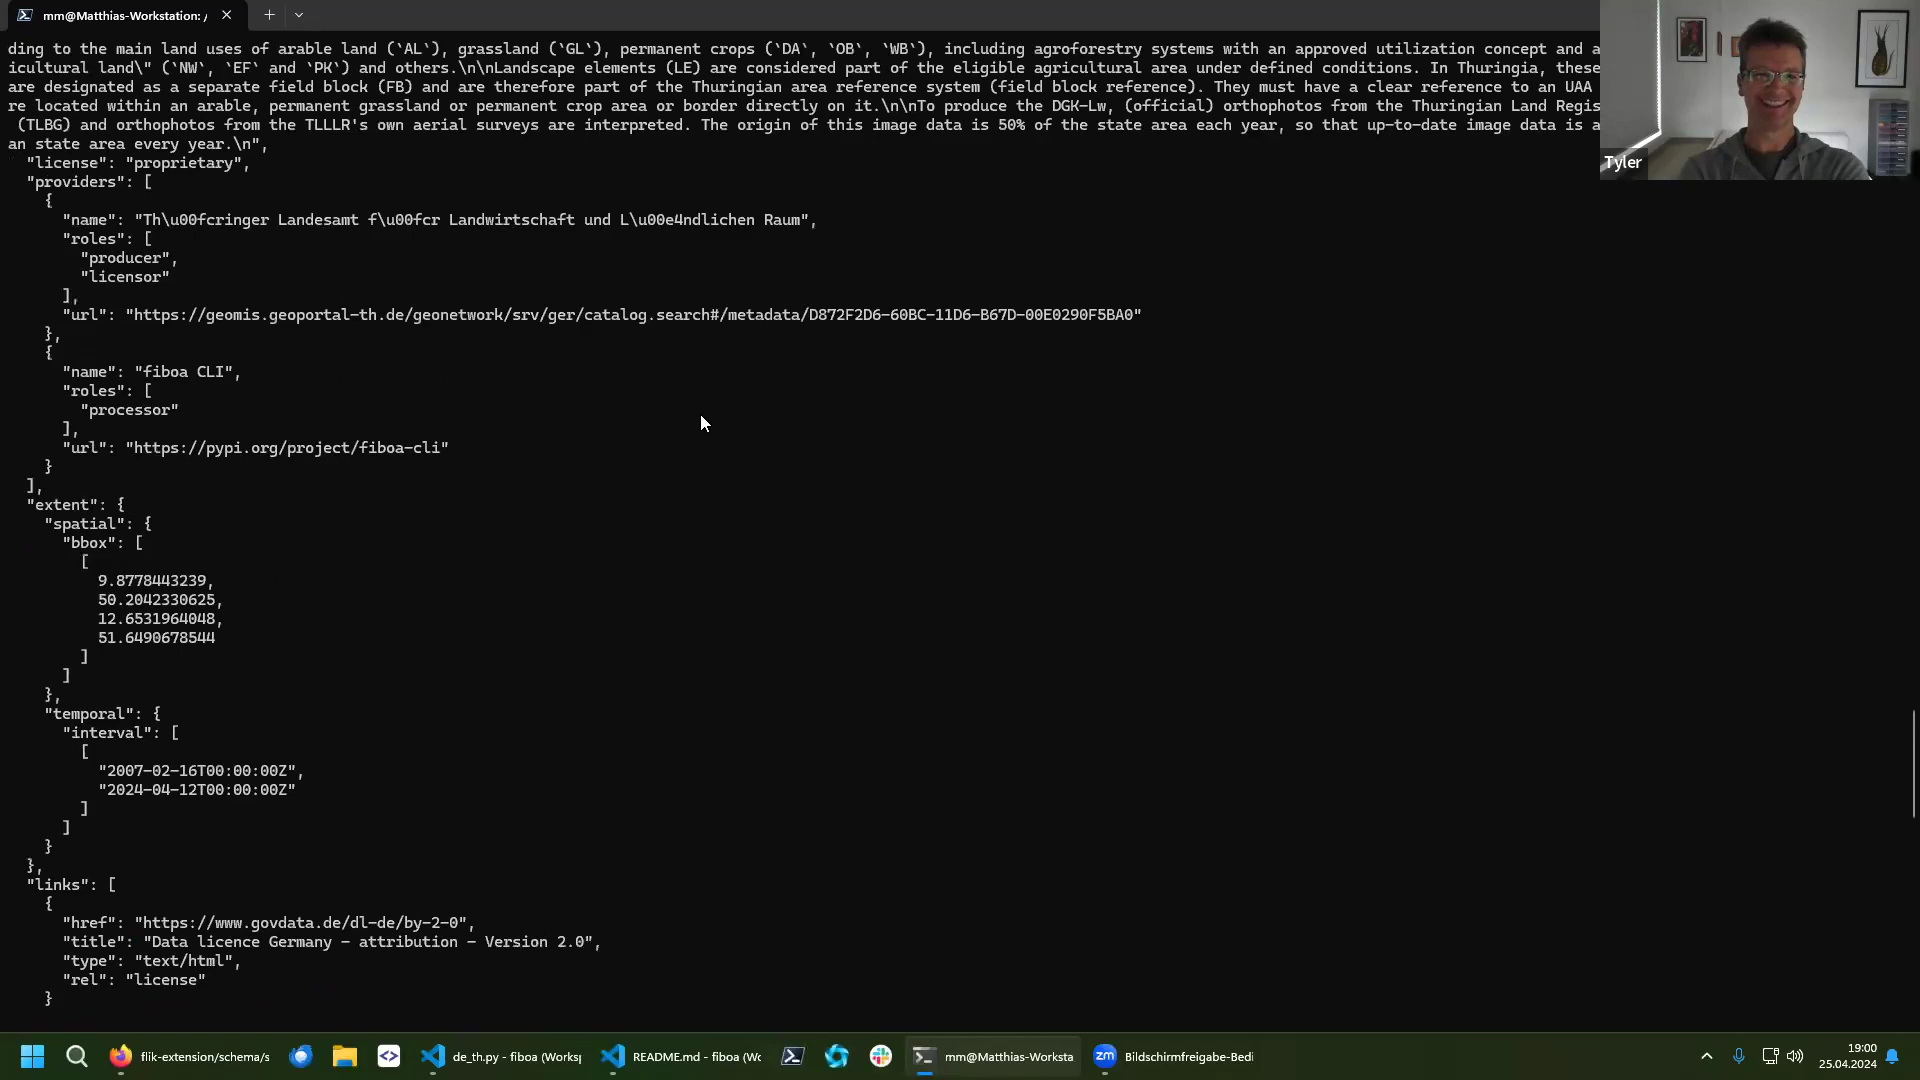 mm@Matthias-Workstation: /
ding to the main land uses of arable land (`AL`), grassland (`GL`), permanent crops (`DA`, `OB`, `WB`), including agroforestry systems with an approved utilization concept and a
icultural land\" (`NW`, `EF` and `PK`) and others.\n\nLandscape elements (LE) are considered part of the eligible agricultural area under defined conditions. In Thuringia, these
are designated as a separate field block (FB) and are therefore part of the Thuringian area reference system (field block reference). They must have a clear reference to an UAA
re located within an arable, permanent grassland or permanent crop area or border directly on it.\n\nTo produce the DGK-Lw, (official) orthophotos from the Thuringian Land Regis
(TLBG) and orthophotos from the TLLLR's own aerial surveys are interpreted. The origin of this image data is 50% of the state area each year, so that up-to-date image data is a
an state area every year.\n",
"license": "proprietary",
"providers": [
{
"name": "Th\u00fcringer Landesamt f\u00fcr Landwirtschaft und L\u00e4ndlichen Raum",
"roles": [
"producer",
"licensor"
],
"url": "https://geomis.geoportal-th.de/geonetwork/srv/ger/catalog.search#/metadata/D872F2D6-60BC-11D6-B67D-00E0290F5BA0"
},
{
"name": "fiboa CLI",
"roles": [
"processor"
],
"url": "https://pypi.org/project/fiboa-cli"
}
],
"extent": {
"spatial": {
"bbox": [
[
9.8778443239,
50.2042330625,
12.6531964048,
51.6490678544
]
]
},
"temporal": {
"interval": [
[
"2007-02-16T00:00:00Z",
"2024-04-12T00:00:00Z"
]
]
}
},
"links": [
{
"href": "https://www.govdata.de/dl-de/by-2-0",
"title": "Data licence Germany - attribution - Version 2.0",
"type": "text/html",
"rel": "license"
}
Tyler
flik-extension/schema/s
de_th.py - fiboa (Worksp
README.md - fiboa (Wc
mm@Matthias-Worksta
zm
Bildschirmfreigabe-Bedi
19:00
25.04.2024